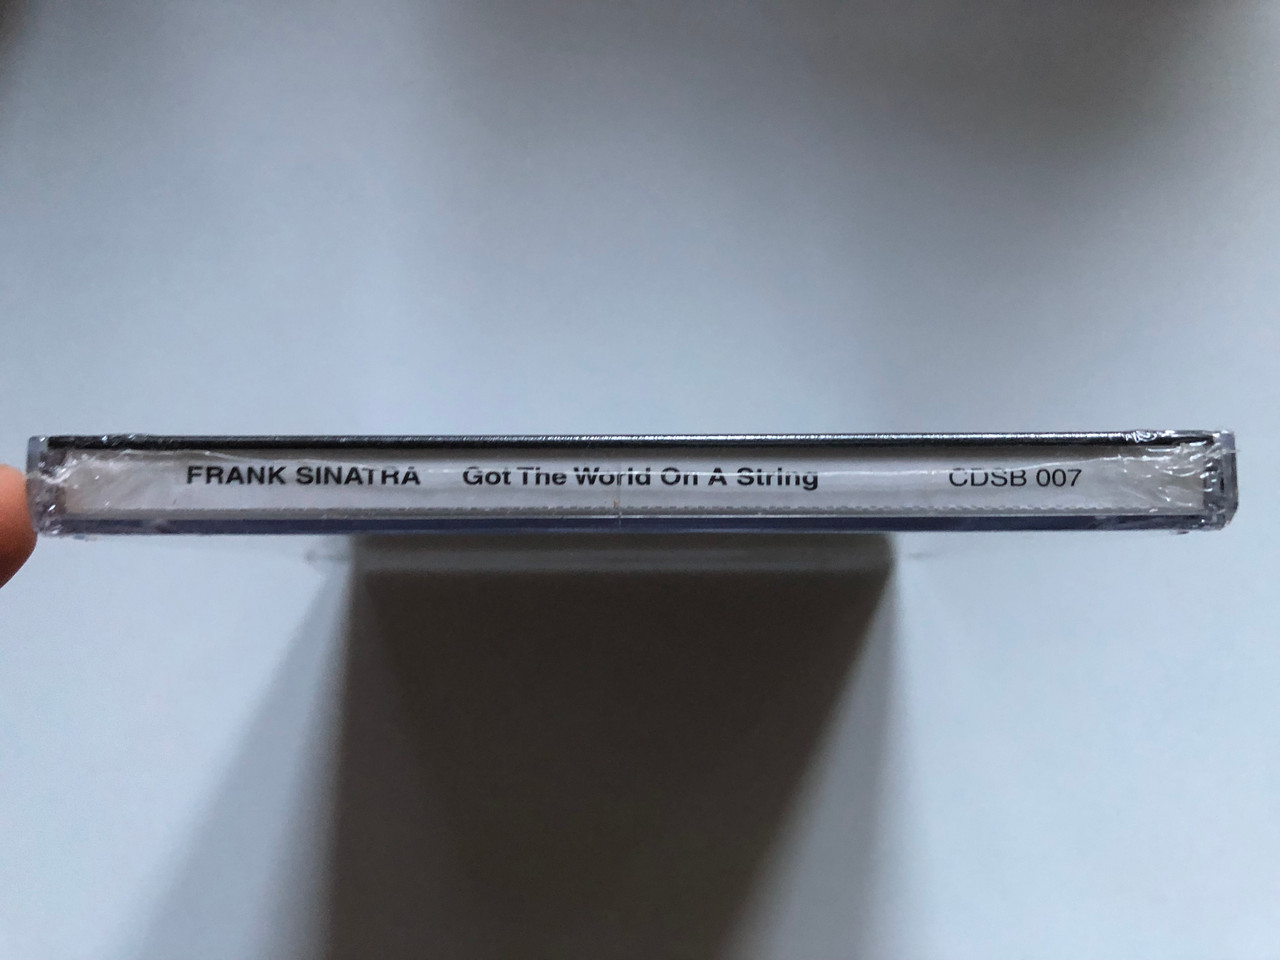 FRANK SINATRA Got The World On A String CDSB 007